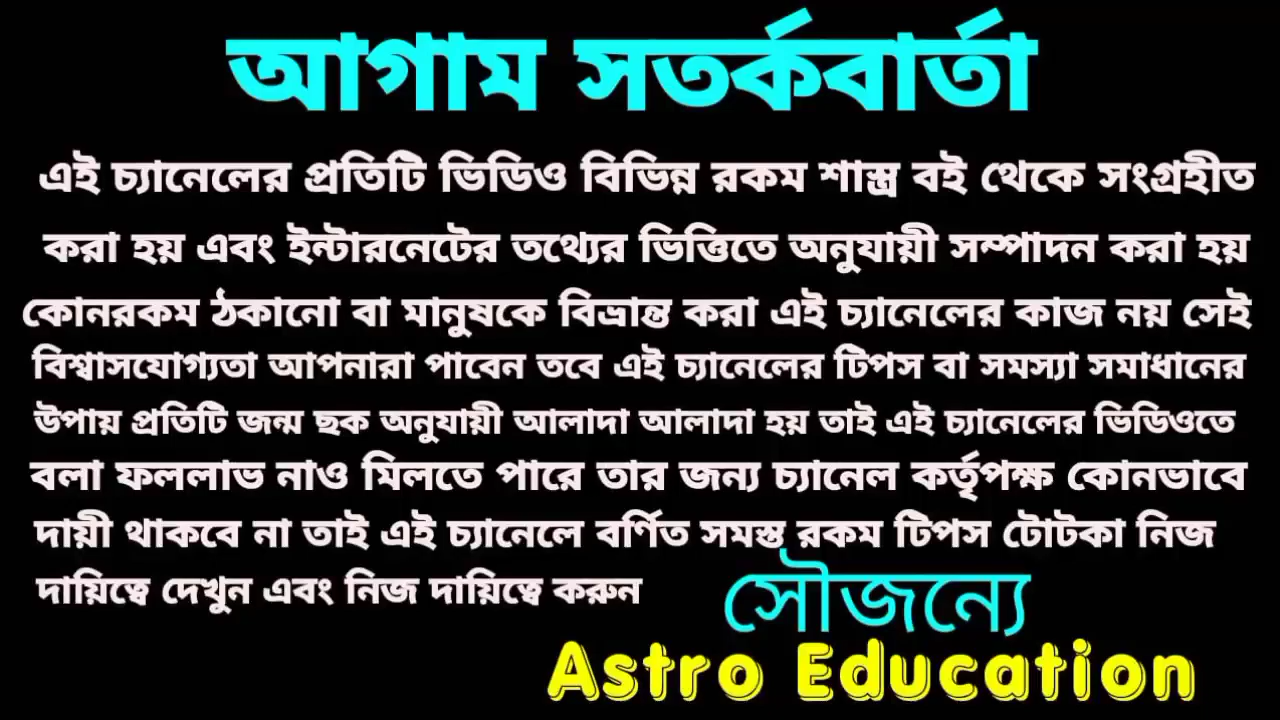 আগাম সতর্কবার্তা
এই চ্যানেলের প্রতিটি ভিডিও বিভিন্ন রকম শাস্ত্র বই থেকে সংগ্রহীত
করা হয় এবং ইন্টারনেটের তথ্যের ভিত্তিতে অনুযায়ী সম্পাদন করা হয়
কোনরকম ঠকানো বা মানুষকে বিভ্রান্ত করা এই চ্যানেলের কাজ নয় সেই
বিশ্বাসযোগ্যতা আপনারা পাবেন তবে এই চ্যানেলের টিপস বা সমস্যা সমাধানের
উপায় প্রতিটি জন্ম ছক অনুযায়ী আলাদা আলাদা হয় তাই এই চ্যানেলের ভিডিওতে
বলা ফললাভ নাও মিলতে পারে তার জন্য চ্যানেল কর্তৃপক্ষ কোনভাবে
দায়ী থাকবে না তাই এই চ্যানেলে বর্ণিত সমস্ত রকম টিপস টোটকা নিজ
দায়িত্বে দেখুন এবং নিজ দায়িত্বে করুন
সৌজন্যে
Astro Education